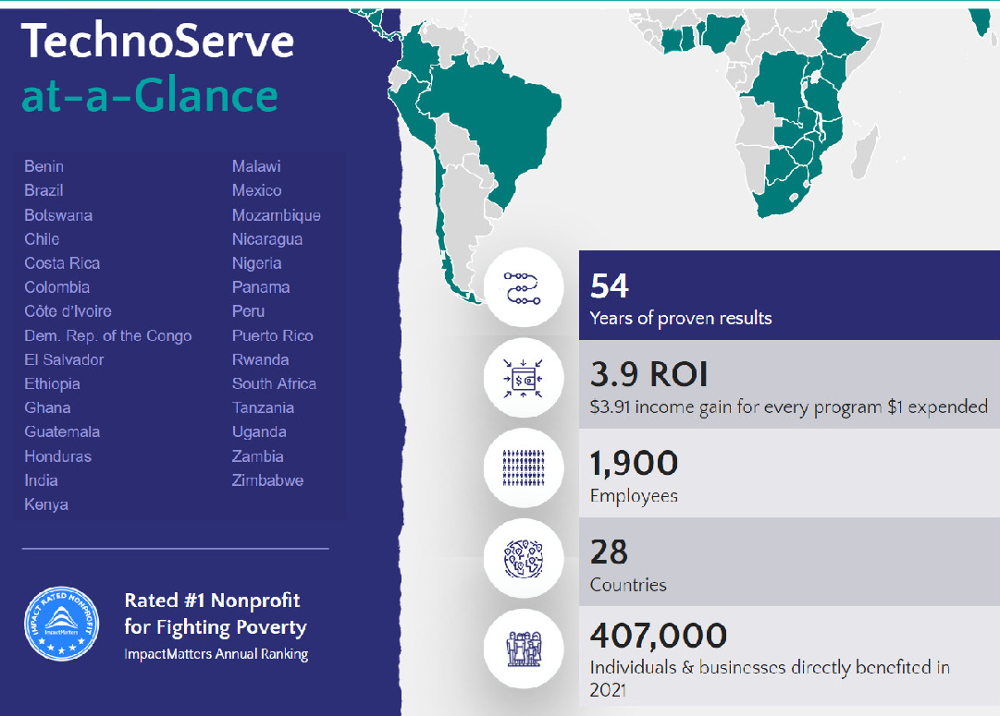 TechnoServe
at-a-Glance
Benin
Brazil
Botswana
Chile
Costa Rica
Colombia
Côte d'Ivoire
Dem. Rep. of the Congo
El Salvador
Ethiopia
Ghana
Guatemala
Honduras
India
Kenya
Malawi
Mexico
Mozambique
Nicaragua
Nigeria
Panama
Peru
Puerto Rico
Rwanda
South Africa
Tanzania
Uganda
Zambia
Zimbabwe
IMPACT RATED NONPROFIT
ImpactMatters
Rated #1 Nonprofit
for Fighting Poverty
ImpactMatters Annual Ranking
54
Years of proven results
$
3.9 ROI
$3.91 income gain for every program $1 expended
1,900
Employees
28
Countries
407,000
Individuals & businesses directly benefited in
2021